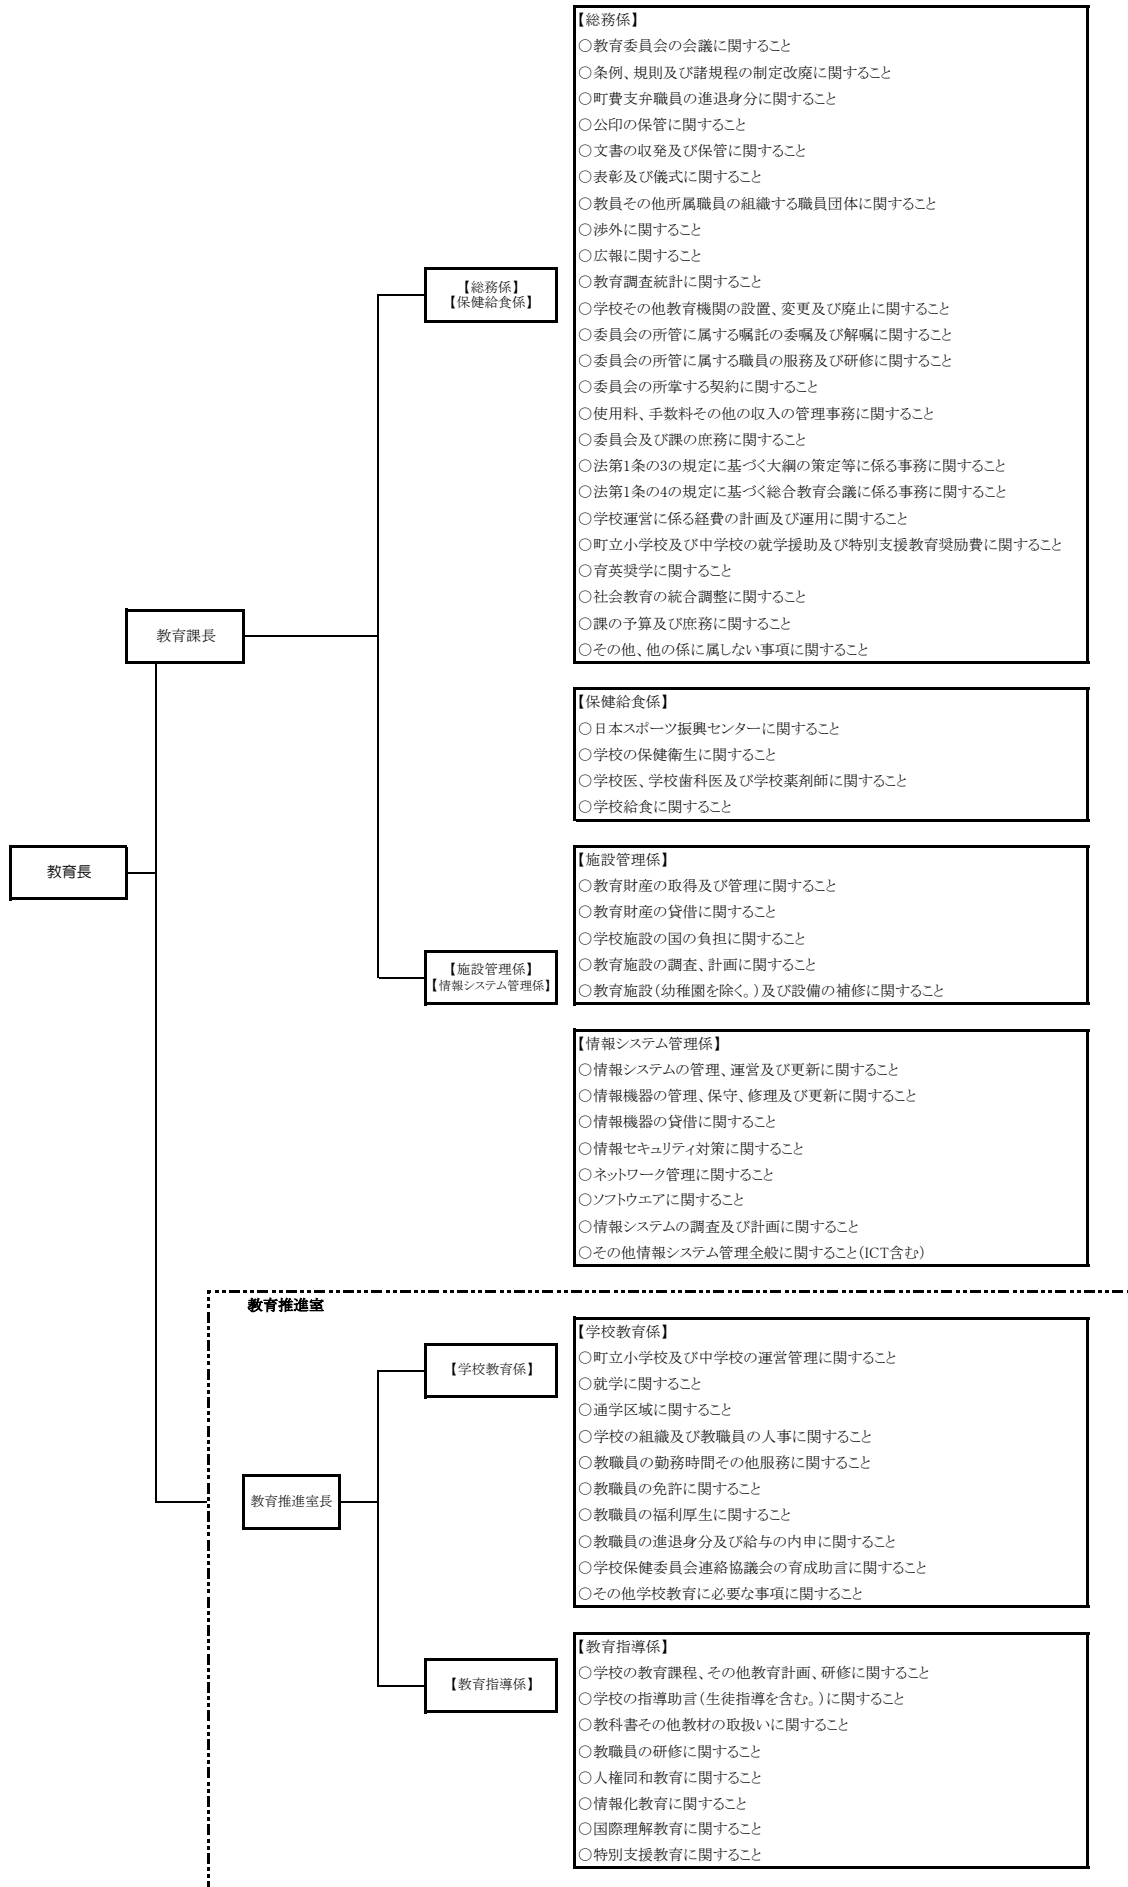 【総務係】
○教育委員会の会議に関すること
○条例、規則及び諸規程の制定改廃に関すること
○町費支弁職員の進退身分に関すること
○公印の保管に関すること
○文書の収発及び保管に関すること
○表彰及び儀式に関すること
○教員その他所属職員の組織する職員団体に関すること
○渉外に関すること
○広報に関すること
○教育調査統計に関すること
○学校その他教育機関の設置、変更及び廃止に関すること
○委員会の所管に属する嘱託の委嘱及び解嘱に関すること
○委員会の所管に属する職員の服務及び研修に関すること
○委員会の所掌する契約に関すること
○使用料、手数料その他の収入の管理事務に関すること
○委員会及び課の庶務に関すること
○法第1条の3の規定に基づく大綱の策定等に係る事務に関すること
○法第1条の4の規定に基づく総合教育会議に係る事務に関すること
○学校運営に係る経費の計画及び運用に関すること
○町立小学校及び中学校の就学援助及び特別支援教育奨励費に関すること
○育英奨学に関すること
○社会教育の統合調整に関すること
○課の予算及び庶務に関すること
○その他、他の係に属しない事項に関すること
【総務係】
【保健給食係】
教育課長
【保健給食係】
○日本スポーツ振興センターに関すること
○学校の保健衛生に関すること
○学校医、学校歯科医及び学校薬剤師に関すること
○学校給食に関すること
教育長
【施設管理係】
○教育財産の取得及び管理に関すること
○教育財産の貸借に関すること
○学校施設の国の負担に関すること
○教育施設の調査、計画に関すること
○教育施設(幼稚園を除く。)及び設備の補修に関すること
【施設管理係】
【情報システム管理係】
【情報システム管理係】
○情報システムの管理、運営及び更新に関すること
○情報機器の管理、保守、修理及び更新に関すること
○情報機器の貸借に関すること
○情報セキュリティ対策に関すること
○ネットワーク管理に関すること
○ソフトウエアに関すること
○情報システムの調査及び計画に関すること
○その他情報システム管理全般に関すること(ICT含む)
教育推進室
【学校教育係】
【学校教育係】
○町立小学校及び中学校の運営管理に関すること
○就学に関すること
○通学区域に関すること
○学校の組織及び教職員の人事に関すること
○教職員の勤務時間その他服務に関すること
○教職員の免許に関すること
○教職員の福利厚生に関すること
○教職員の進退身分及び給与の内申に関すること
○学校保健委員会連絡協議会の育成助言に関すること
○その他学校教育に必要な事項に関すること
教育推進室長
【教育指導係】
【教育指導係】
○学校の教育課程、その他教育計画、研修に関すること
○学校の指導助言(生徒指導を含む。)に関すること
○教科書その他教材の取扱いに関すること
○教職員の研修に関すること
○人権同和教育に関すること
○情報化教育に関すること
○国際理解教育に関すること
○特別支援教育に関すること